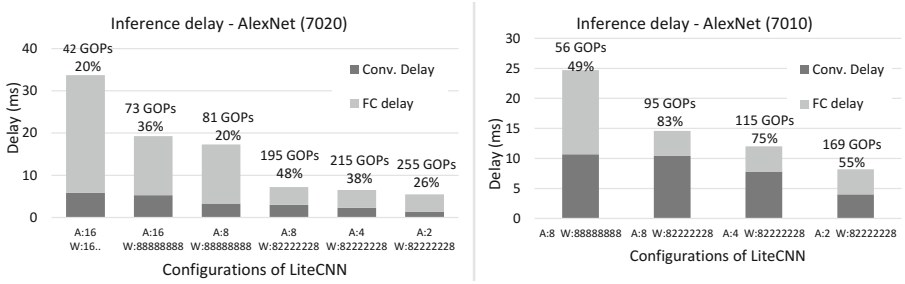 Inference delay - AlexNet (7020)
Delay (ms)
40
30
20
10
0
42 GOPs
20%
73 GOPs
36%
81 GOPs
20%
195 GOPs
48%
215 GOPs
38%
255 GOPs
26%
Conv. Delay
FC delay
A:16 A:16 A:8 A:8 A:4 A:2
W:16.. W:88888888 W:88888888 W:82222228 W:82222228 W:82222228
Configurations of LiteCNN
Inference delay - AlexNet (7010)
Delay (ms)
30
25
20
15
10
5
0
56 GOPs
49%
95 GOPs
83%
115 GOPs
75%
169 GOPs
55%
Conv. Delay
FC delay
A:8 W:88888888 A:8 W:82222228 A:4 W:82222228 A:2 W:82222228
Configurations of LiteCNN